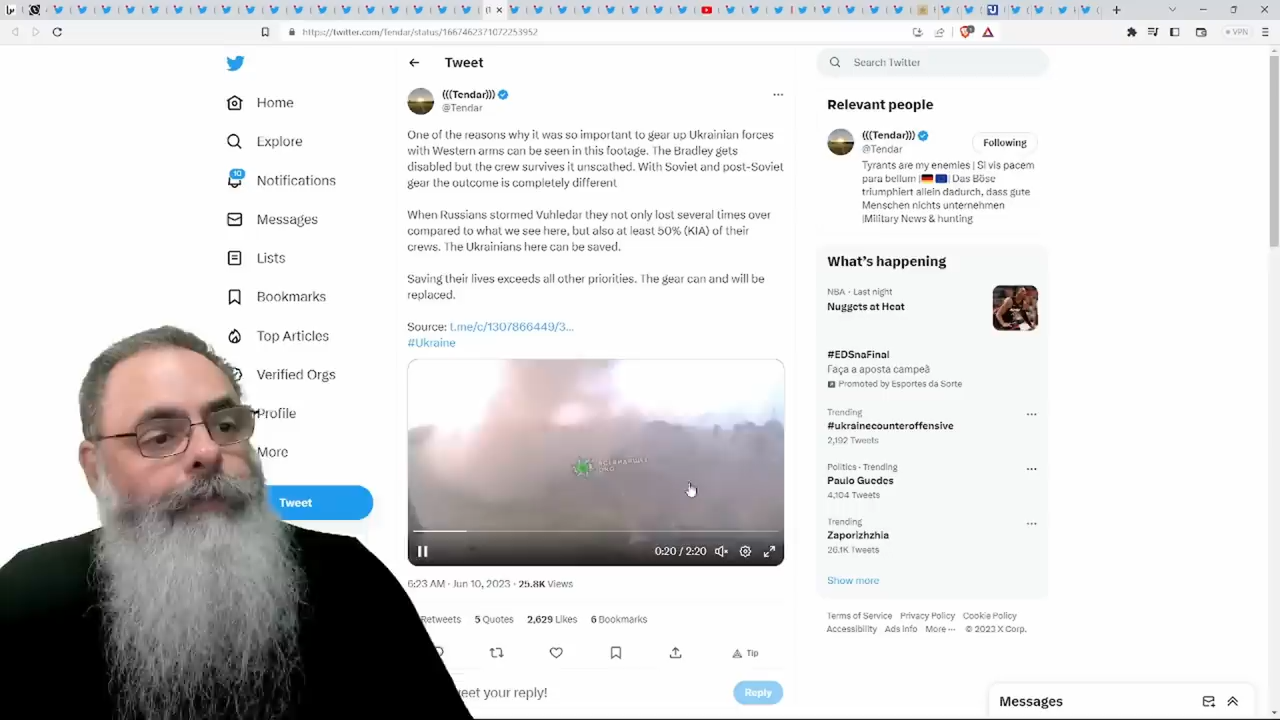 https://twitter.com/Tendar/status/1667462371072253952
VPN
Home
Explore
10
Notifications
Messages
Lists
Bookmarks
Top Articles
Verified Orgs
Profile
More
Tweet
Tweet
(((Tendar)))
@Tendar
One of the reasons why it was so important to gear up Ukrainian forces
with Western arms can be seen in this footage. The Bradley gets
disabled but the crew survives it unscathed. With Soviet and post-Soviet
gear the outcome is completely different
When Russians stormed Vuhledar they not only lost several times over
compared to what we see here, but also at least 50% (KIA) of their
crews. The Ukrainians here can be saved.
Saving their lives exceeds all other priorities. The gear can and will be
replaced.
Source: t.me/c/1307866449/3...
#Ukraine
0:20 / 2:20
6:23 AM · Jun 10, 2023 · 25.8K Views
Retweets 5 Quotes 2,629 Likes 6 Bookmarks
Tip
eet your reply!
Reply
Search Twitter
Relevant people
(((Tendar)))
@Tendar
Following
Tyrants are my enemies | Si vis pacem
para bellum | Das Böse
triumphiert allein dadurch, dass gute
Menschen nichts unternehmen
|Military News & hunting
What's happening
NBA · Last night
Nuggets at Heat
#EDSnaFinal
Faça a aposta campeã
Promoted by Esportes da Sorte
Trending
#ukrainecounteroffensive
2,192 Tweets
Politics · Trending
Paulo Guedes
4,104 Tweets
Trending
Zaporizhzhia
26.1K Tweets
Show more
Terms of Service Privacy Policy Cookie Policy
Accessibility Ads info More ··· © 2023 X Corp.
Messages